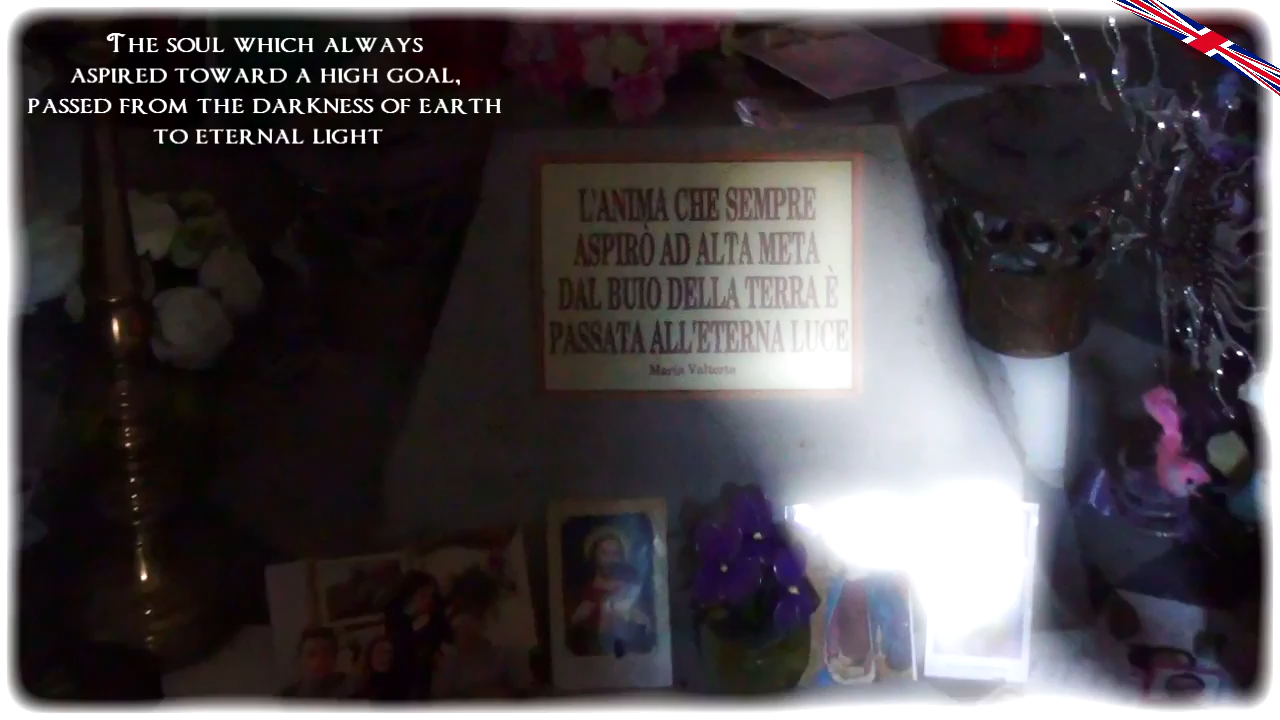 The soul which always
aspired toward a high goal,
passed from the darkness of earth
to eternal light
L'ANIMA CHE SEMPRE
ASPIRÒ AD ALTA META
DAL BUIO DELLA TERRA È
PASSATA ALL'ETERNA LUCE
Maria Valtorta